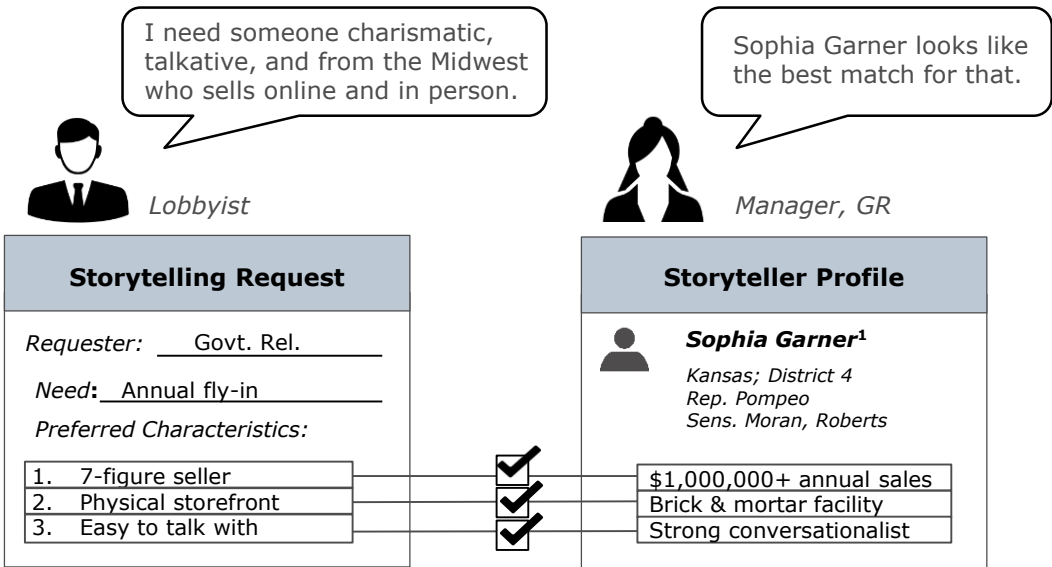 I need someone charismatic,
talkative, and from the Midwest
who sells online and in person.
Sophia Garner looks like
the best match for that.
Lobbyist
Manager, GR
Storytelling Request
Requester: Govt. Rel.
Need: Annual fly-in
Preferred Characteristics:
1. 7-figure seller
2. Physical storefront
3. Easy to talk with
Storyteller Profile
Sophia Garner¹
Kansas; District 4
Rep. Pompeo
Sens. Moran, Roberts
$1,000,000+ annual sales
Brick & mortar facility
Strong conversationalist